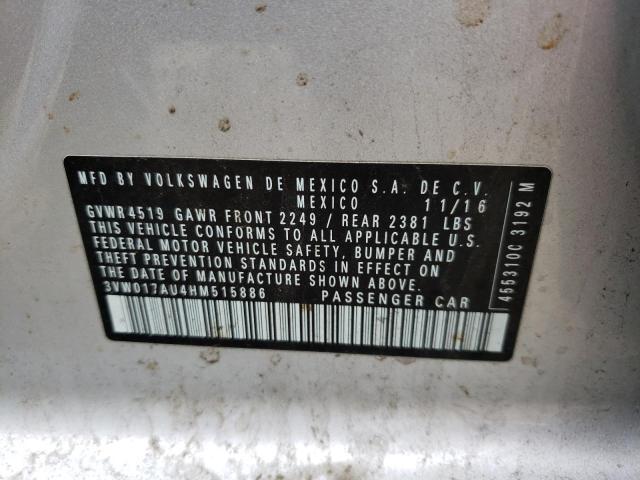 MFD BY VOLKSWAGEN DE MEXICO S.A. DE C.V.
MEXICO 11/16
GVWR4519 GAWR FRONT 2249 / REAR 2381 LBS
THIS VEHICLE CONFORMS TO ALL APPLICABLE U.S.
FEDERAL MOTOR VEHICLE SAFETY, BUMPER AND
THEFT PREVENTION STANDARDS IN EFFECT ON
THE DATE OF MANUFACTURE SHOWN ABOVE.
3VW017AU4HM515886 PASSENGER CAR
455310C 3192 M